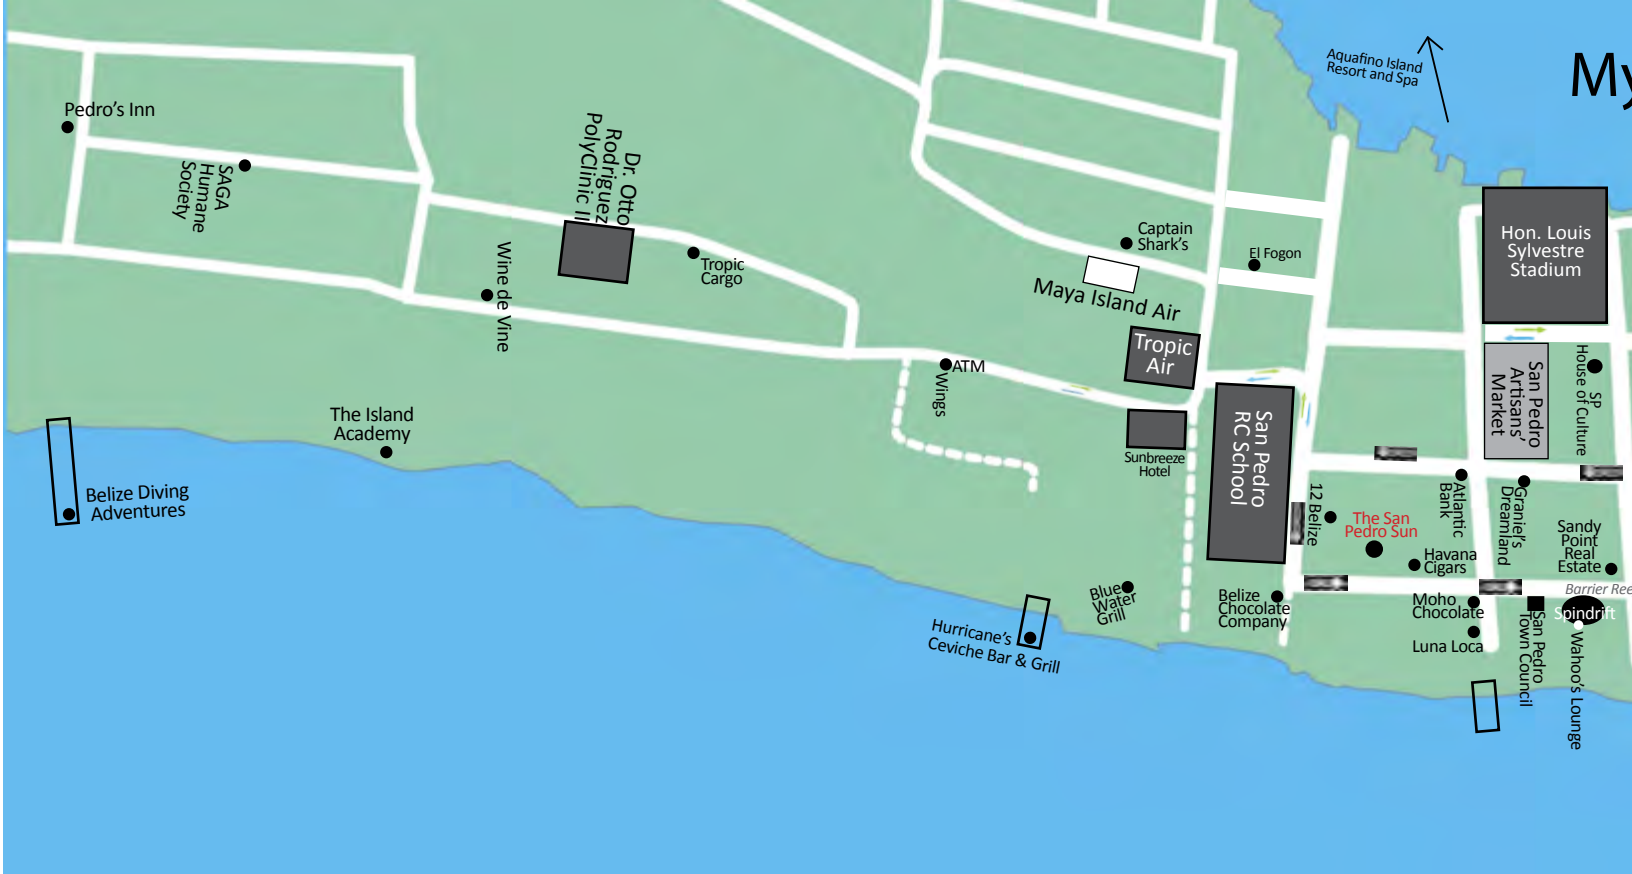 My
Aquafino Island
Resort and Spa
Pedro's Inn
SAGA
Humane
Society
Dr. Otto
Rodriguez
PolyClinic II
Tropic
Cargo
Wine de Vine
Captain
Shark's
El Fogon
Maya Island Air
Hon. Louis
Sylvestre
Stadium
Tropic
Air
ATM
Wings
San Pedro
Artisans'
Market
House of Culture
SP
The Island
Academy
Sunbreeze
Hotel
San Pedro
RC School
Belize Diving
Adventures
12 Belize
The San
Pedro Sun
Atlantic
Bank
Graniel's
Dreamland
Sandy
Point
Real
Estate
Havana
Cigars
Blue
Water
Grill
Belize
Chocolate
Company
Moho
Chocolate
Barrier Ree
Spindrift
Luna Loca
San Pedro
Town Council
Wahoo's Lounge
Hurricane's
Ceviche Bar & Grill